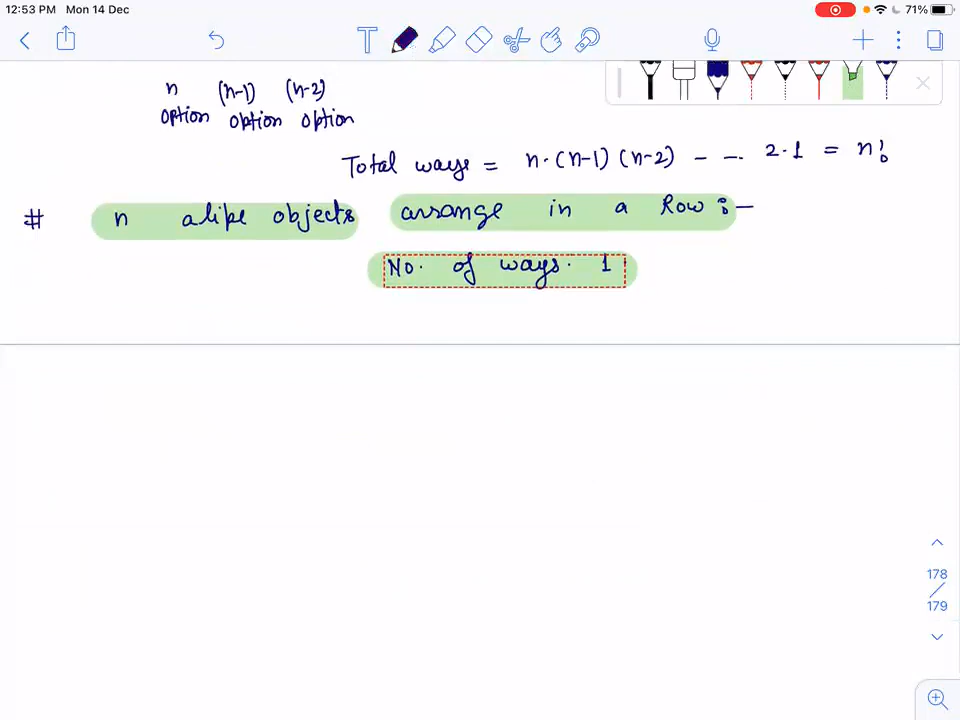 12:53 PM Mon 14 Dec 71%
n (n-1) (n-2)
option option option
Total ways = n·(n-1) (n-2) - -- 2·1 = n!
# n alike objects arrange in a Row :-
No. of ways. 1
178
179